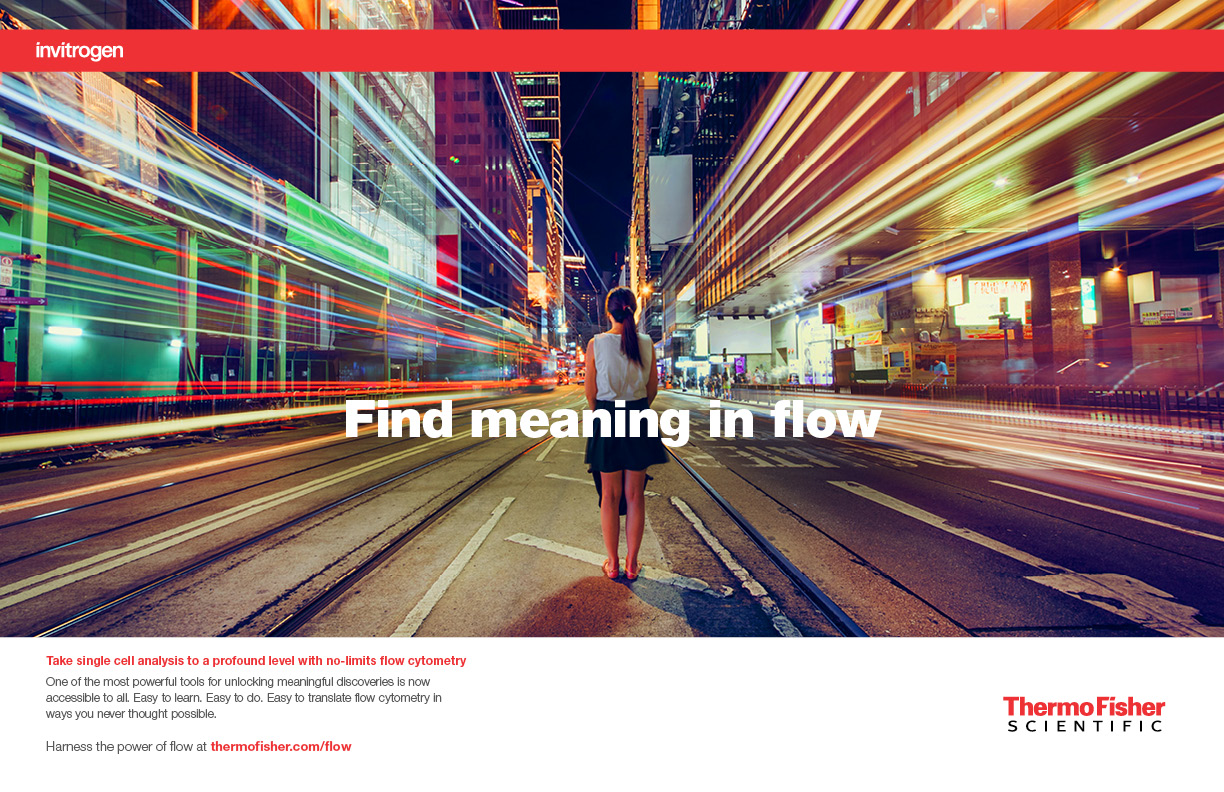 invitrogen
Find meaning in flow
Take single cell analysis to a profound level with no-limits flow cytometry
One of the most powerful tools for unlocking meaningful discoveries is now
accessible to all. Easy to learn. Easy to do. Easy to translate flow cytometry in
ways you never thought possible.
Harness the power of flow at thermofisher.com/flow
ThermoFisher
SCIENTIFIC